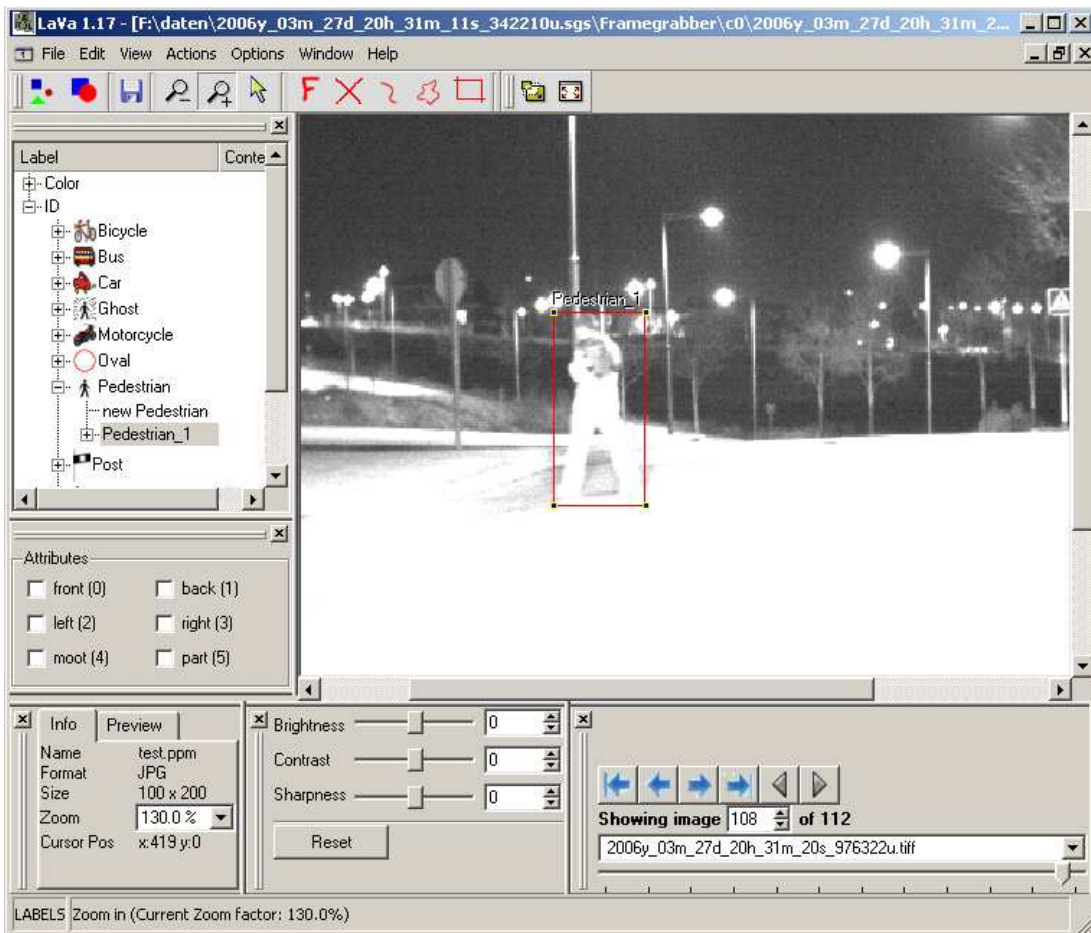 LaVa 1.17 - [F:\daten\2006y_03m_27d_20h_31m_11s_342210u.sgs\Framegrabber\c0\2006y_03m_27d_20h_31m_2...
File Edit View Actions Options Window Help
F
Label Conte
Color
ID
Bicycle
Bus
Car
Ghost
Motorcycle
Oval
Pedestrian
new Pedestrian
Pedestrian_1
Post
Pedestrian_1
Attributes
front (0) back (1)
left (2) right (3)
moot (4) part (5)
Info Preview
Name test.ppm
Format JPG
Size 100 x 200
Zoom 130.0 %
Cursor Pos x:419 y:0
Brightness 0
Contrast 0
Sharpness 0
Reset
Showing image 108 of 112
2006y_03m_27d_20h_31m_20s_976322u.tiff
LABELS Zoom in (Current Zoom factor: 130.0%)